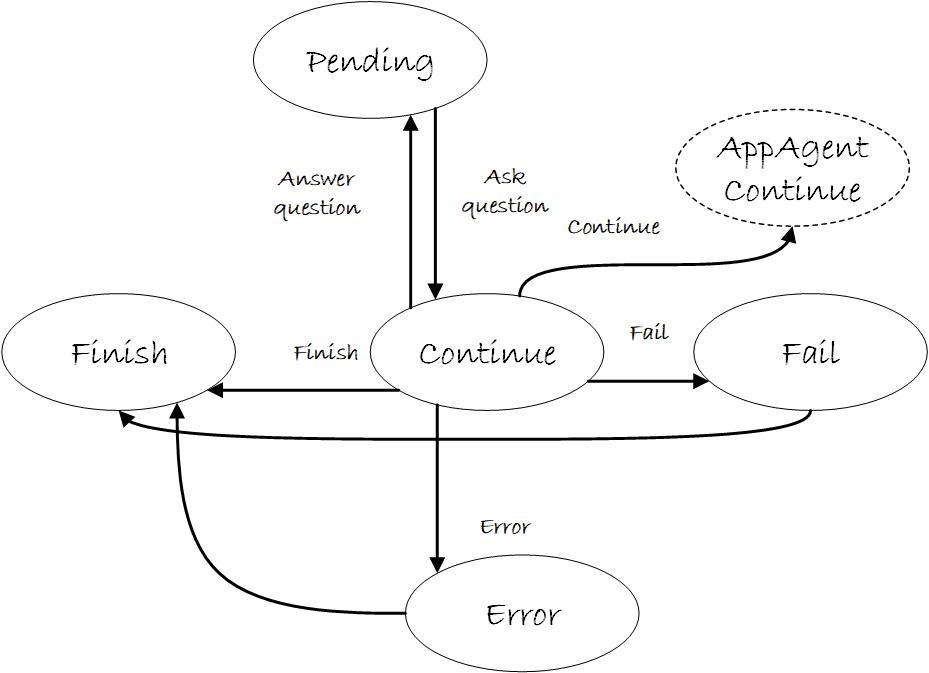 Pending
AppAgent
Continue
Answer
question
Ask
question
Continue
Finish
Finish
Continue
Fail
Fail
Error
Error